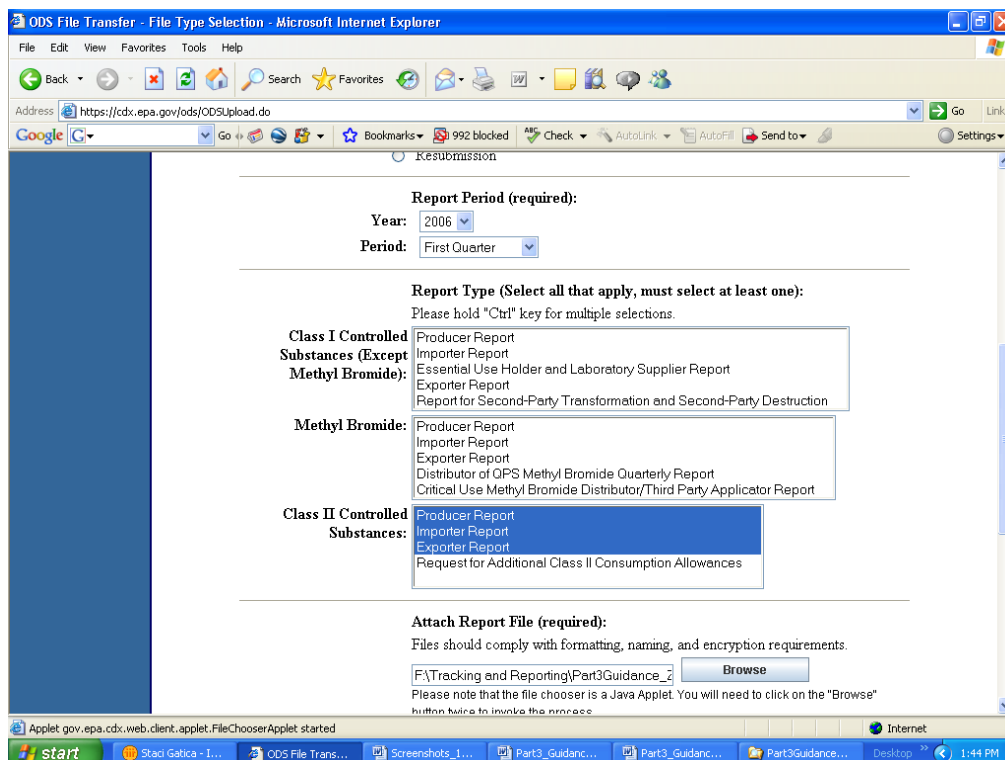 ODS File Transfer - File Type Selection - Microsoft Internet Explorer
File Edit View Favorites Tools Help
Back Search Favorites
Address https://cdx.epa.gov/ods/ODSUpload.do Go Link
Google G Go Bookmarks 992 blocked Check AutoLink AutoFill Send to Settings
Resubmission
Report Period (required):
Year: 2006
Period: First Quarter
Report Type (Select all that apply, must select at least one):
Please hold "Ctrl" key for multiple selections.
Class I Controlled Substances (Except Methyl Bromide):
Producer Report
Importer Report
Essential Use Holder and Laboratory Supplier Report
Exporter Report
Report for Second-Party Transformation and Second-Party Destruction
Methyl Bromide:
Producer Report
Importer Report
Exporter Report
Distributor of QPS Methyl Bromide Quarterly Report
Critical Use Methyl Bromide Distributor/Third Party Applicator Report
Class II Controlled Substances:
Producer Report
Importer Report
Exporter Report
Request for Additional Class II Consumption Allowances
Attach Report File (required):
Files should comply with formatting, naming, and encryption requirements.
F:\Tracking and Reporting\Part3Guidance_Z Browse
Please note that the file chooser is a Java Applet. You will need to click on the "Browse"
button twice to invoke the process
Applet gov.epa.cdx.web.client.applet.FileChooserApplet started Internet
start Staci Gatica - I... ODS File Trans... Screenshots_1... Part3_Guidanc... Part3_Guidanc... Part3Guidance... Desktop 1:44 PM